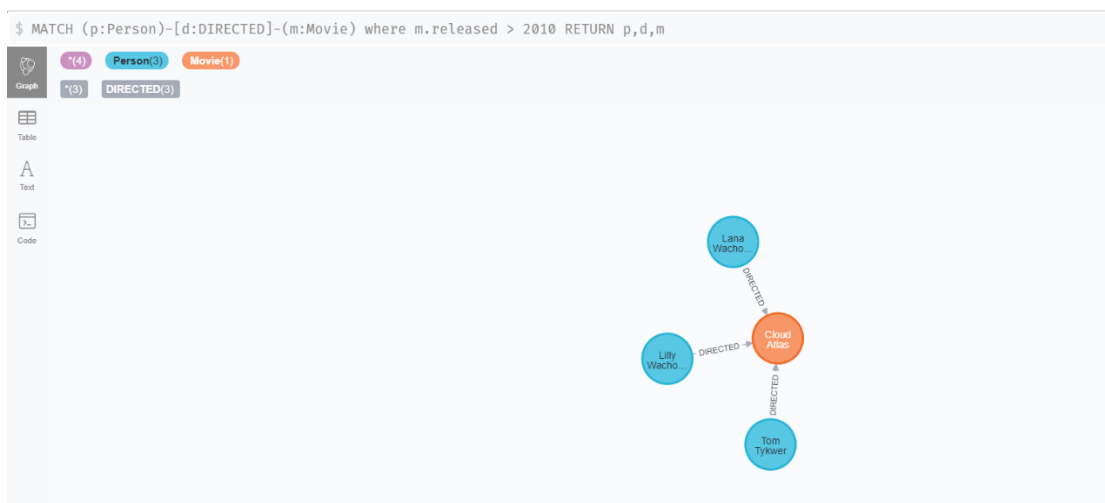 $ MATCH (p:Person)-[d:DIRECTED]-(m:Movie) where m.released > 2010 RETURN p,d,m
*(4) Person(3) Movie(1)
Graph
*(3) DIRECTED(3)
Table
A
Text
Code
Lana
Wacho...
DIRECTED
Cloud
Atlas
Lilly
Wacho...
DIRECTED
DIRECTED
Tom
Tykwer